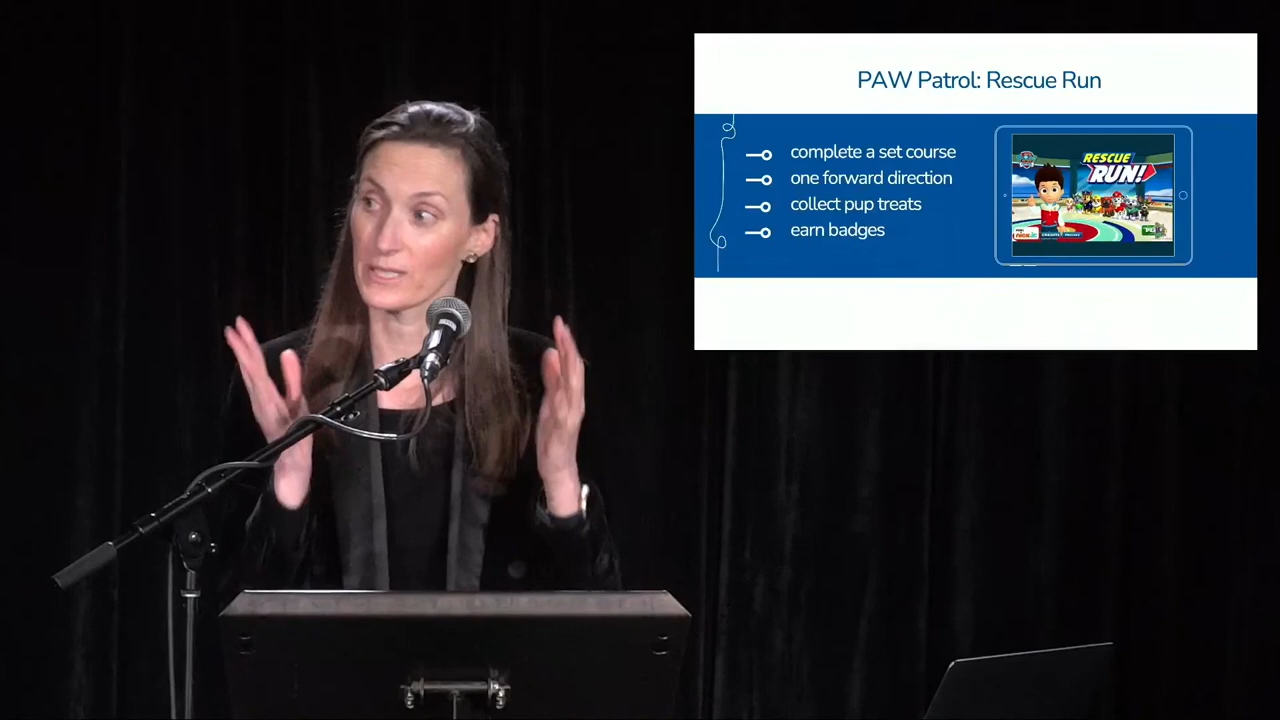 PAW Patrol: Rescue Run
complete a set course
one forward direction
collect pup treats
earn badges
RESCUE
RUN!